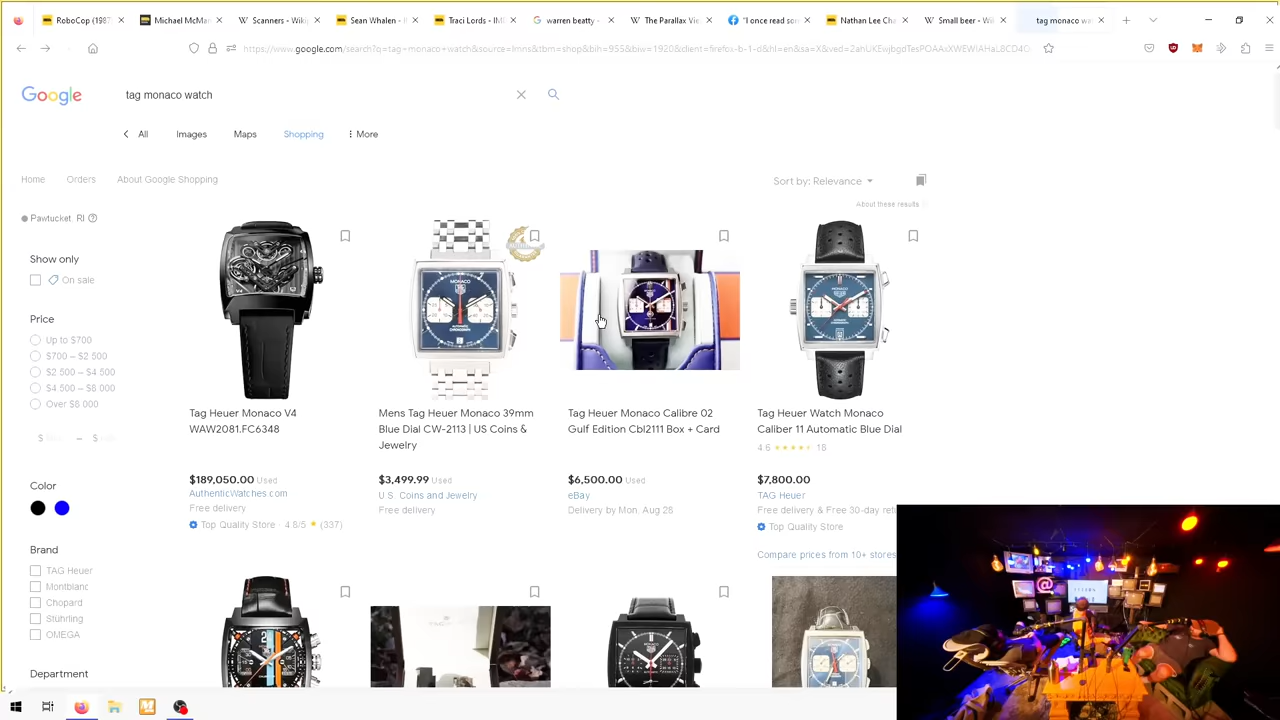 RoboCop (1987
Michael McMan
Scanners - Wiki
Sean Whalen - I
Traci Lords - IM
warren beatty -
The Parallax Vie
"I once read son
Nathan Lee Cha
Small beer - Wi
tag monaco wat
Google
tag monaco watch
All
Images
Maps
Shopping
More
Home
Orders
About Google Shopping
Sort by: Relevance
About these results
Pawtucket RI
Show only
On sale
Price
Up to $700
$700 – $2 500
$2 500 – $4 500
$4 500 – $8 000
Over $8 000
$ – $
Color
Brand
TAG Heuer
Montblanc
Chopard
Stührling
OMEGA
Department
Tag Heuer Monaco V4
WAW2081.FC6348
$189,050.00 Used
AuthenticWatches.com
Free delivery
Top Quality Store · 4.8/5 ★ (337)
Mens Tag Heuer Monaco 39mm
Blue Dial CW-2113 | US Coins &
Jewelry
$3,499.99 Used
U.S. Coins and Jewelry
Free delivery
Tag Heuer Monaco Calibre 02
Gulf Edition Cbl2111 Box + Card
$6,500.00 Used
eBay
Delivery by Mon. Aug 28
Tag Heuer Watch Monaco
Caliber 11 Automatic Blue Dial
4.6 ★★★★★ 18
$7,800.00
TAG Heuer
Free delivery & Free 30-day retu
Top Quality Store
Compare prices from 10+ stores